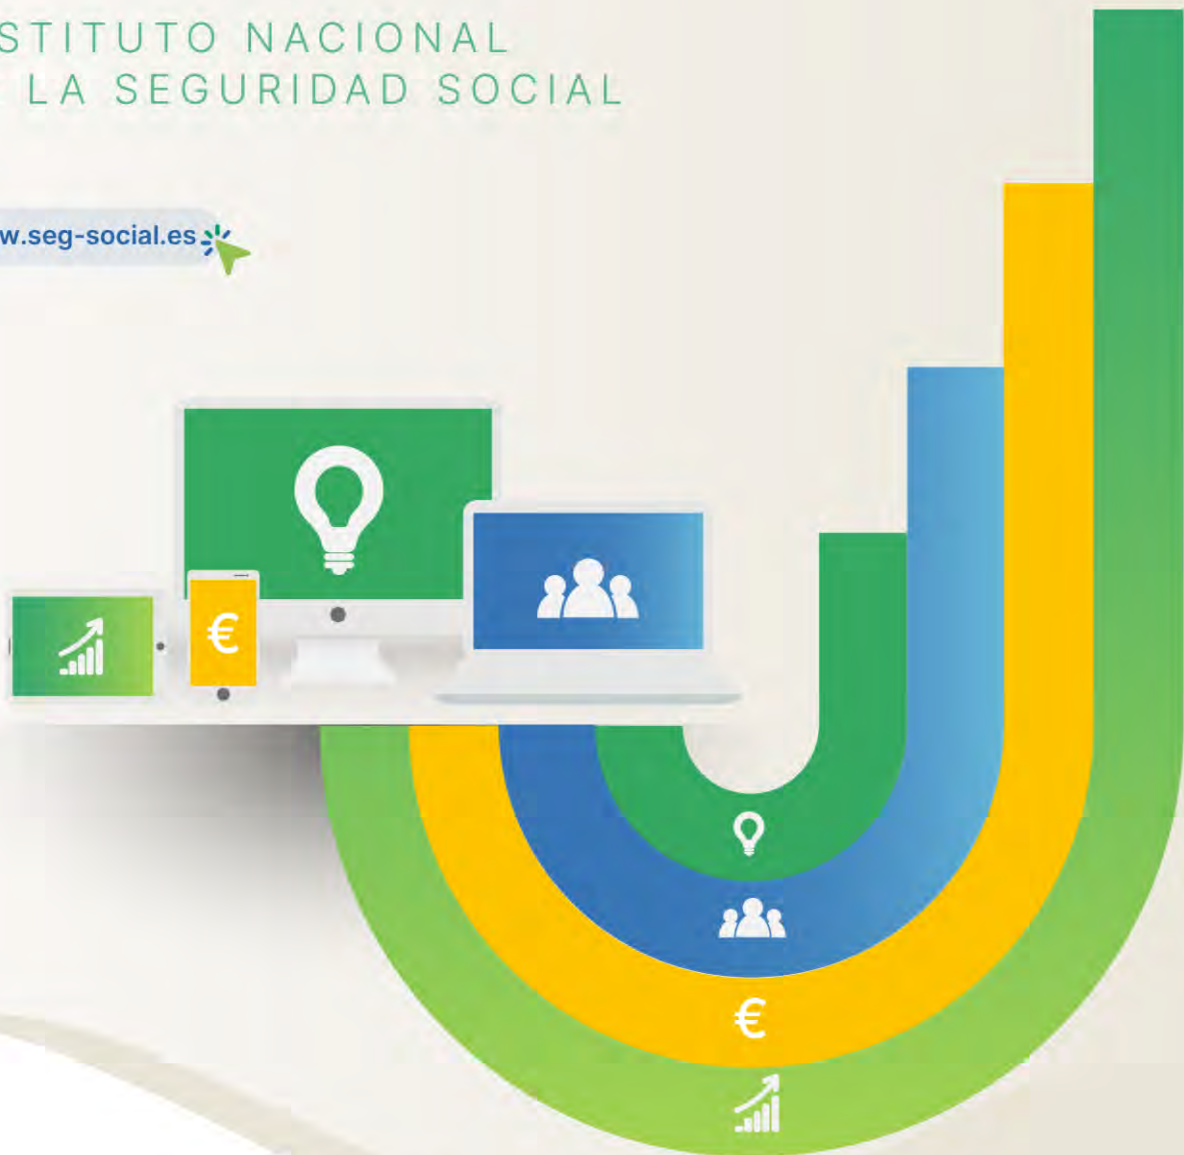 STITUTO NACIONAL
LA SEGURIDAD SOCIAL
w.seg-social.es
€
€